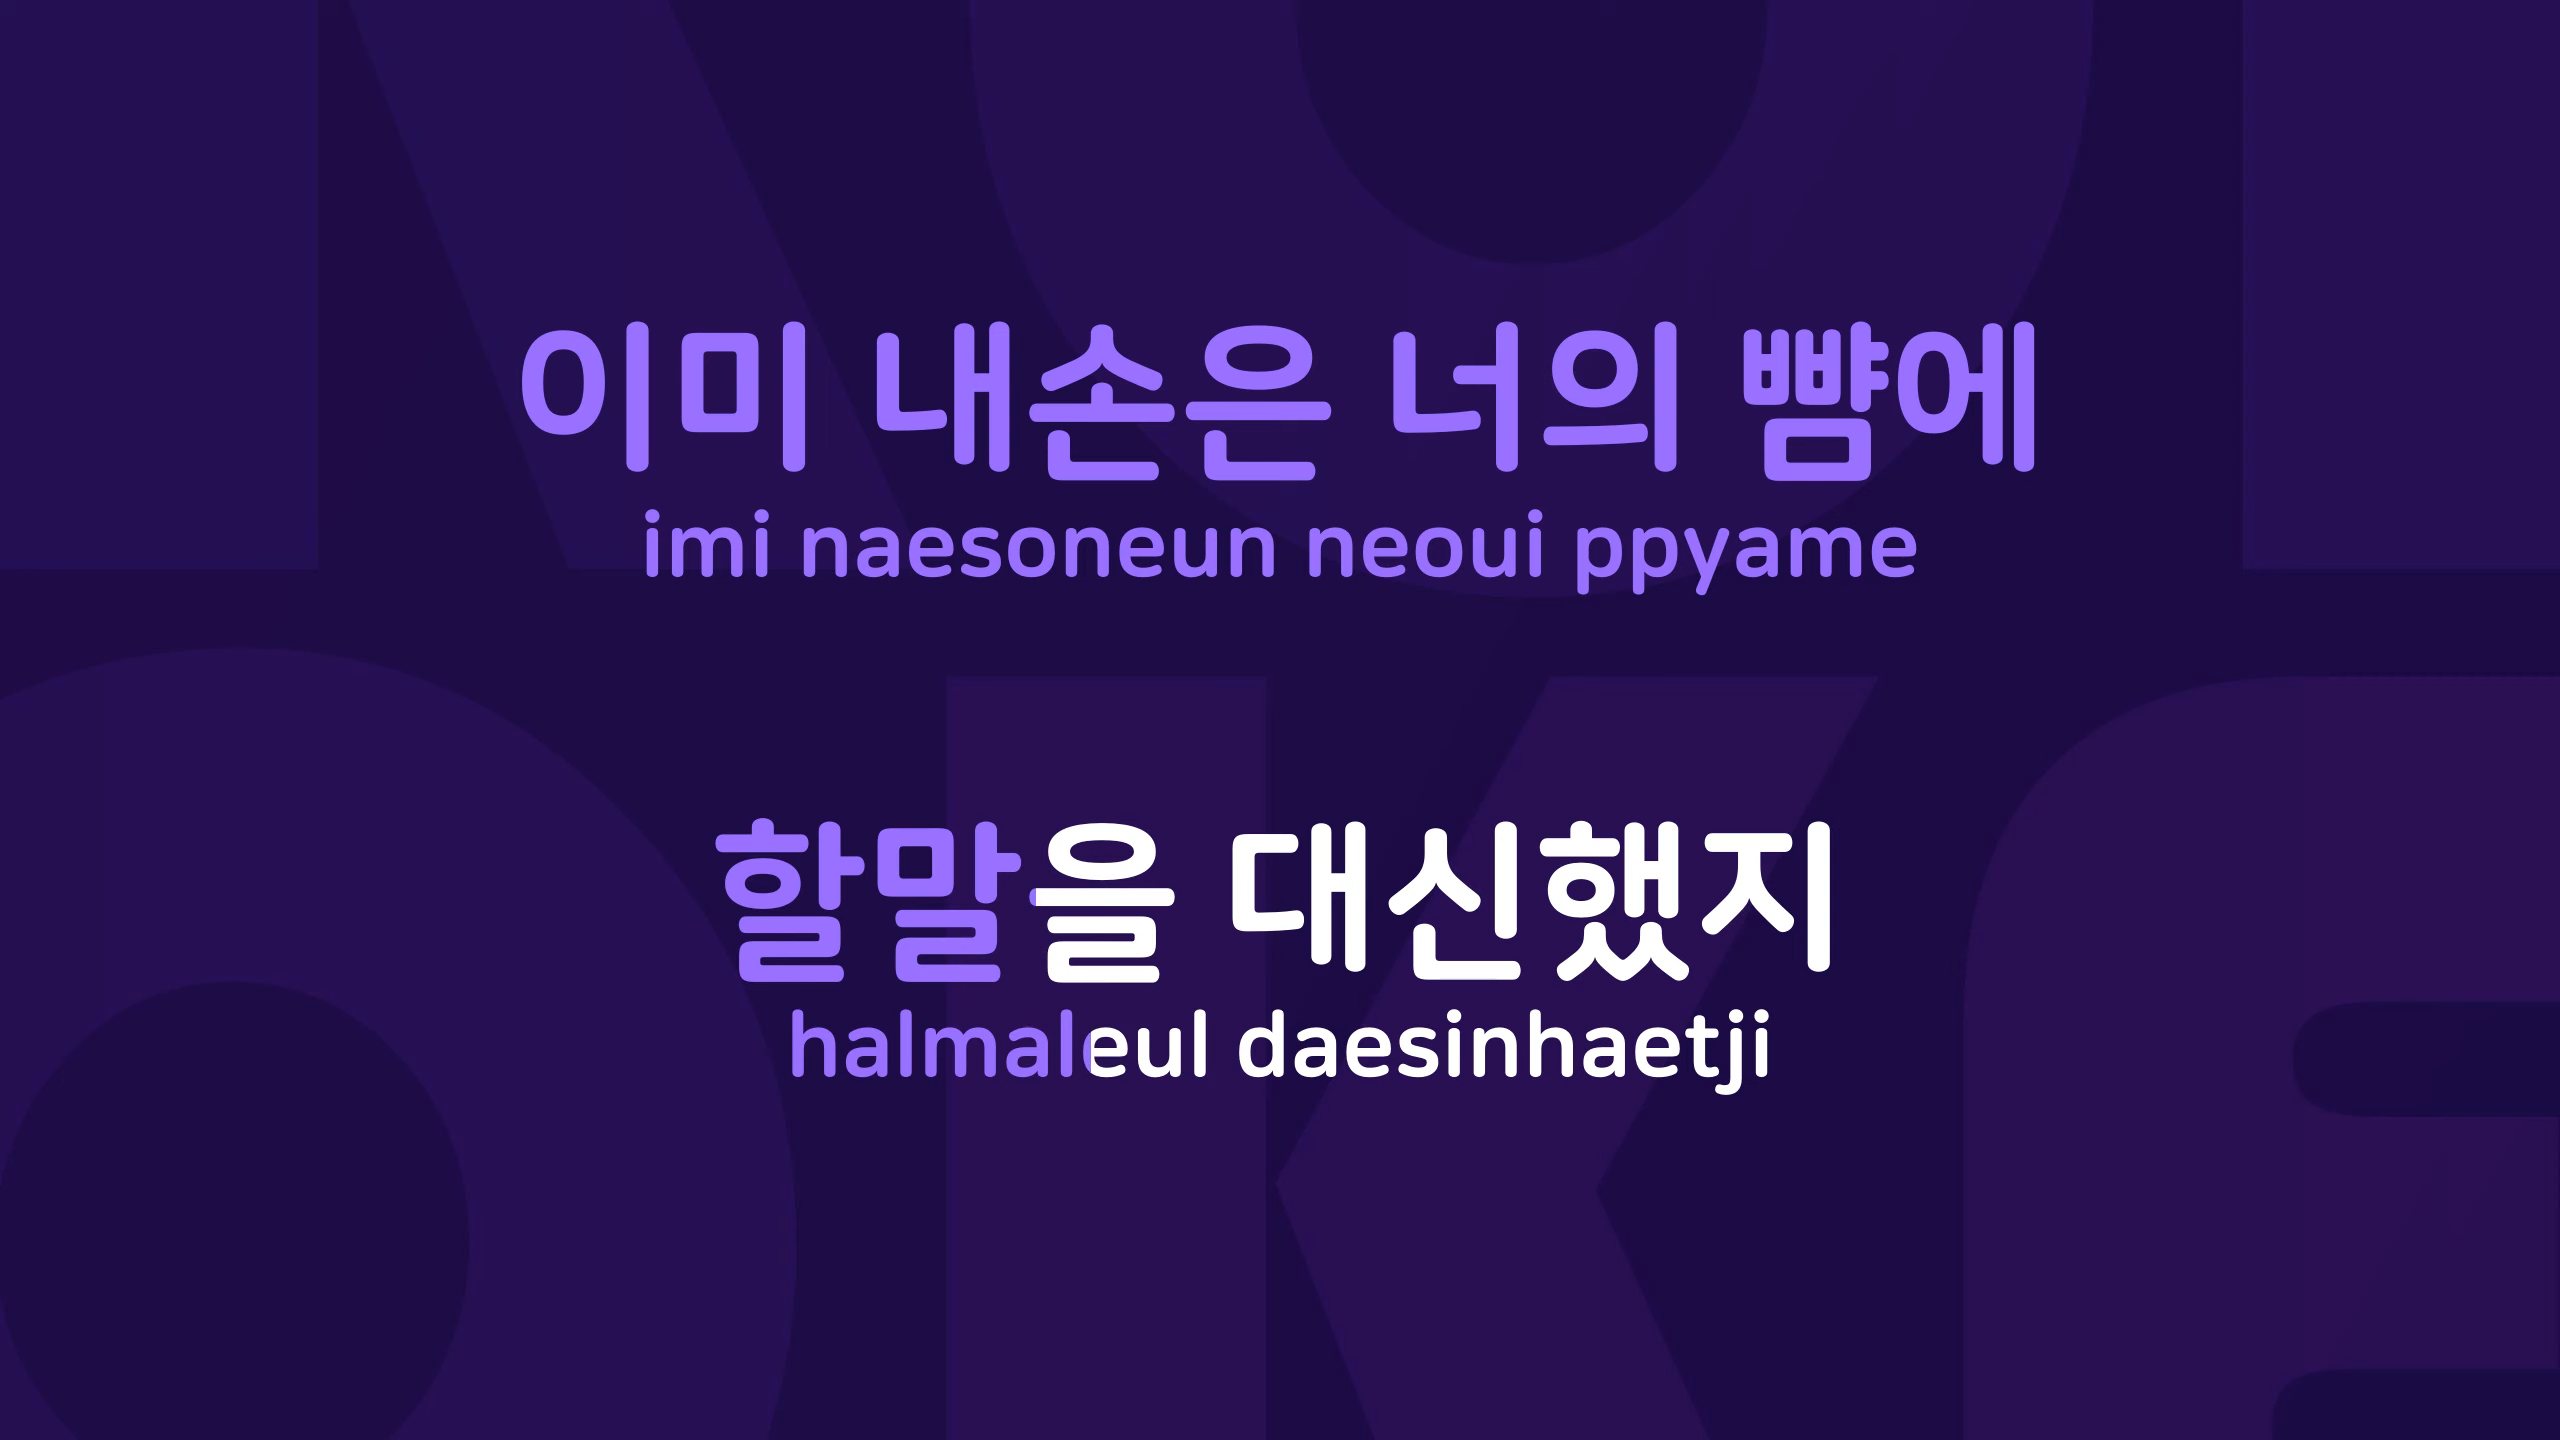 이미 내손은 너의 뺨에
imi naesoneun neoui ppyame
할말을 대신했지
halmaleul daesinhaetji